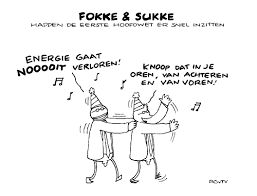 FOKKE & SUKKE
HADDEN DE EERSTE HOOFDWET ER SNEL INZITTEN
ENERGIE GAAT
NOOOOIT VERLOREN!
KNOOP DAT IN JE
OREN, VAN ACHTEREN
EN VAN VOREN!